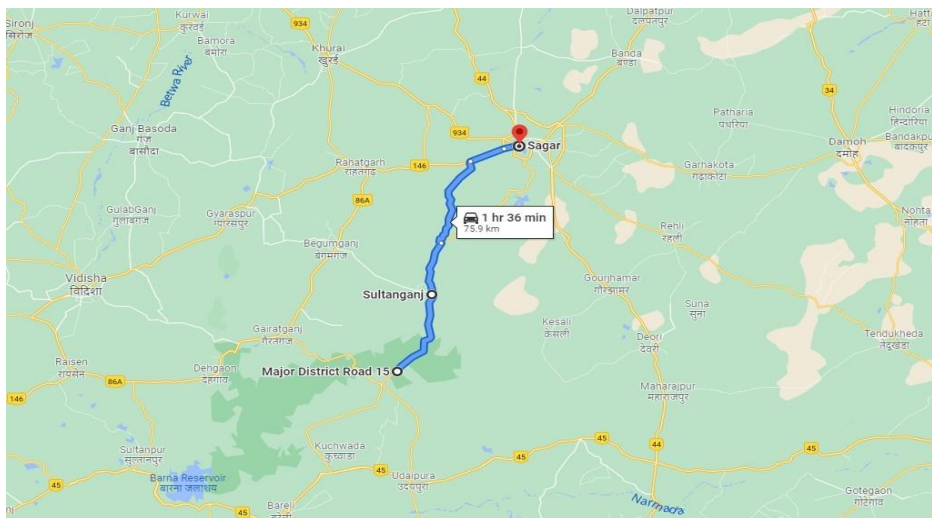 Sironj
सिरोंज
Kurwai
कुरवाई
Bamora
बमोरा
934
Khurai
खुरई
44
Dalpatpur
दलपतपुर
Banda
बण्डा
Hatta
हटा
Betwa River
34
Hindoria
हिन्दोरिया
Patharia
पथरिया
Ganj Basoda
गंज
बासौदा
934
Sagar
Damoh
दमोह
Bandakpur
बांदकपुर
Rahatgarh
राहतगढ़
146
Garhakota
गढ़ाकोटा
86A
GulabGanj
गुलाबगंज
Gyaraspur
ग्यारसपुर
1 hr 36 min
75.9 km
Nohta
नोहटा
Rehli
रहली
Begumganj
बेगमगंज
Vidisha
विदिशा
Gourjhamar
गौरझामर
Sultanganj
Suna
सुना
Kesali
केसली
Gairatganj
गैरतगंज
Deori
देवरी
Tendukheda
तेंदूखेडा
Raisen
रायसेन
Dehgaon
देहगांव
Major District Road 15
86A
146
Maharajpur
महाराजपुर
Kuchwada
कुच्वाडा
45
45
44
45
Sultanpur
सुल्तानपुर
Barna Reservoir
बारना जलाशय
Udaipura
उदयपुरा
45
Bareli
Narmada
Gotegaon
गोटेगांव
45